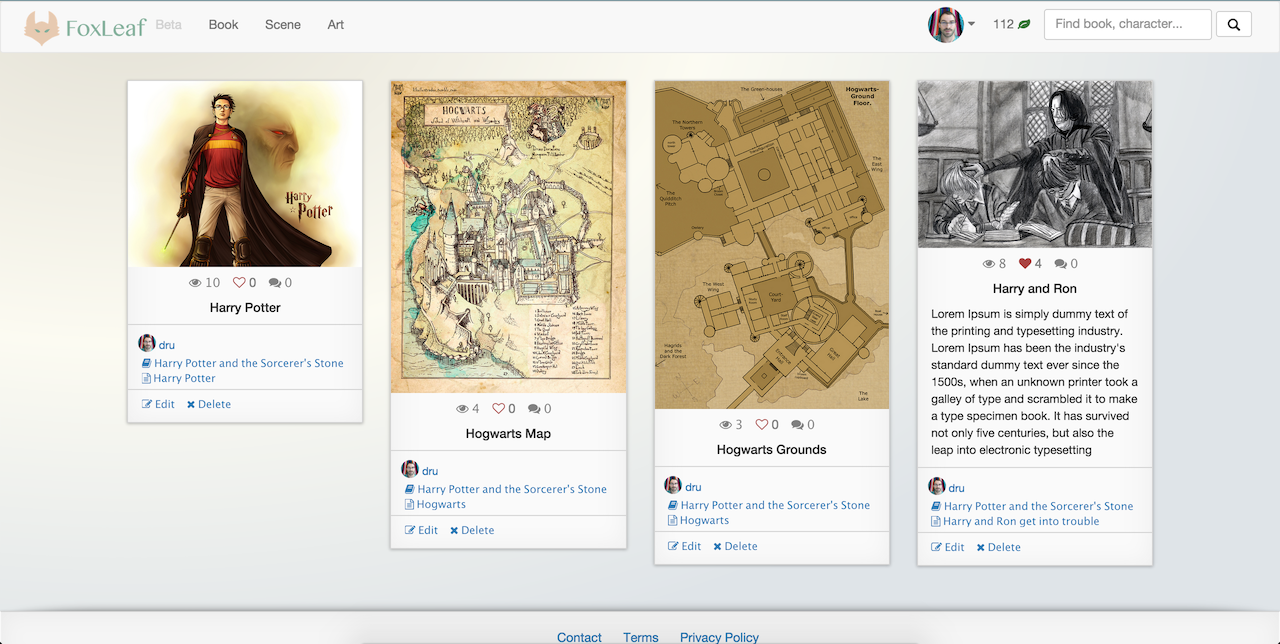 FoxLeaf Beta Book Scene Art 112 Find book, character...
Harry
Potter
10 0 0
Harry Potter
dru
Harry Potter and the Sorcerer's Stone
Harry Potter
Edit Delete
HOGWARTS
4 0 0
Hogwarts Map
dru
Harry Potter and the Sorcerer's Stone
Hogwarts
Edit Delete
The Green-houses
Hogwarts-
Ground
Floor.
The Northern
Towers
The
East
Wing
The
Quidditch
Pitch
The West
Wing
Court-
Yard
Hagrids
and the
Dark Forest
Entrance
Hall
Great
Hall
The
Lake
3 0 0
Hogwarts Grounds
dru
Harry Potter and the Sorcerer's Stone
Hogwarts
Edit Delete
8 4 0
Harry and Ron
Lorem Ipsum is simply dummy text of
the printing and typesetting industry.
Lorem Ipsum has been the industry's
standard dummy text ever since the
1500s, when an unknown printer took a
galley of type and scrambled it to make
a type specimen book. It has survived
not only five centuries, but also the
leap into electronic typesetting
dru
Harry Potter and the Sorcerer's Stone
Harry and Ron get into trouble
Edit Delete
Contact Terms Privacy Policy